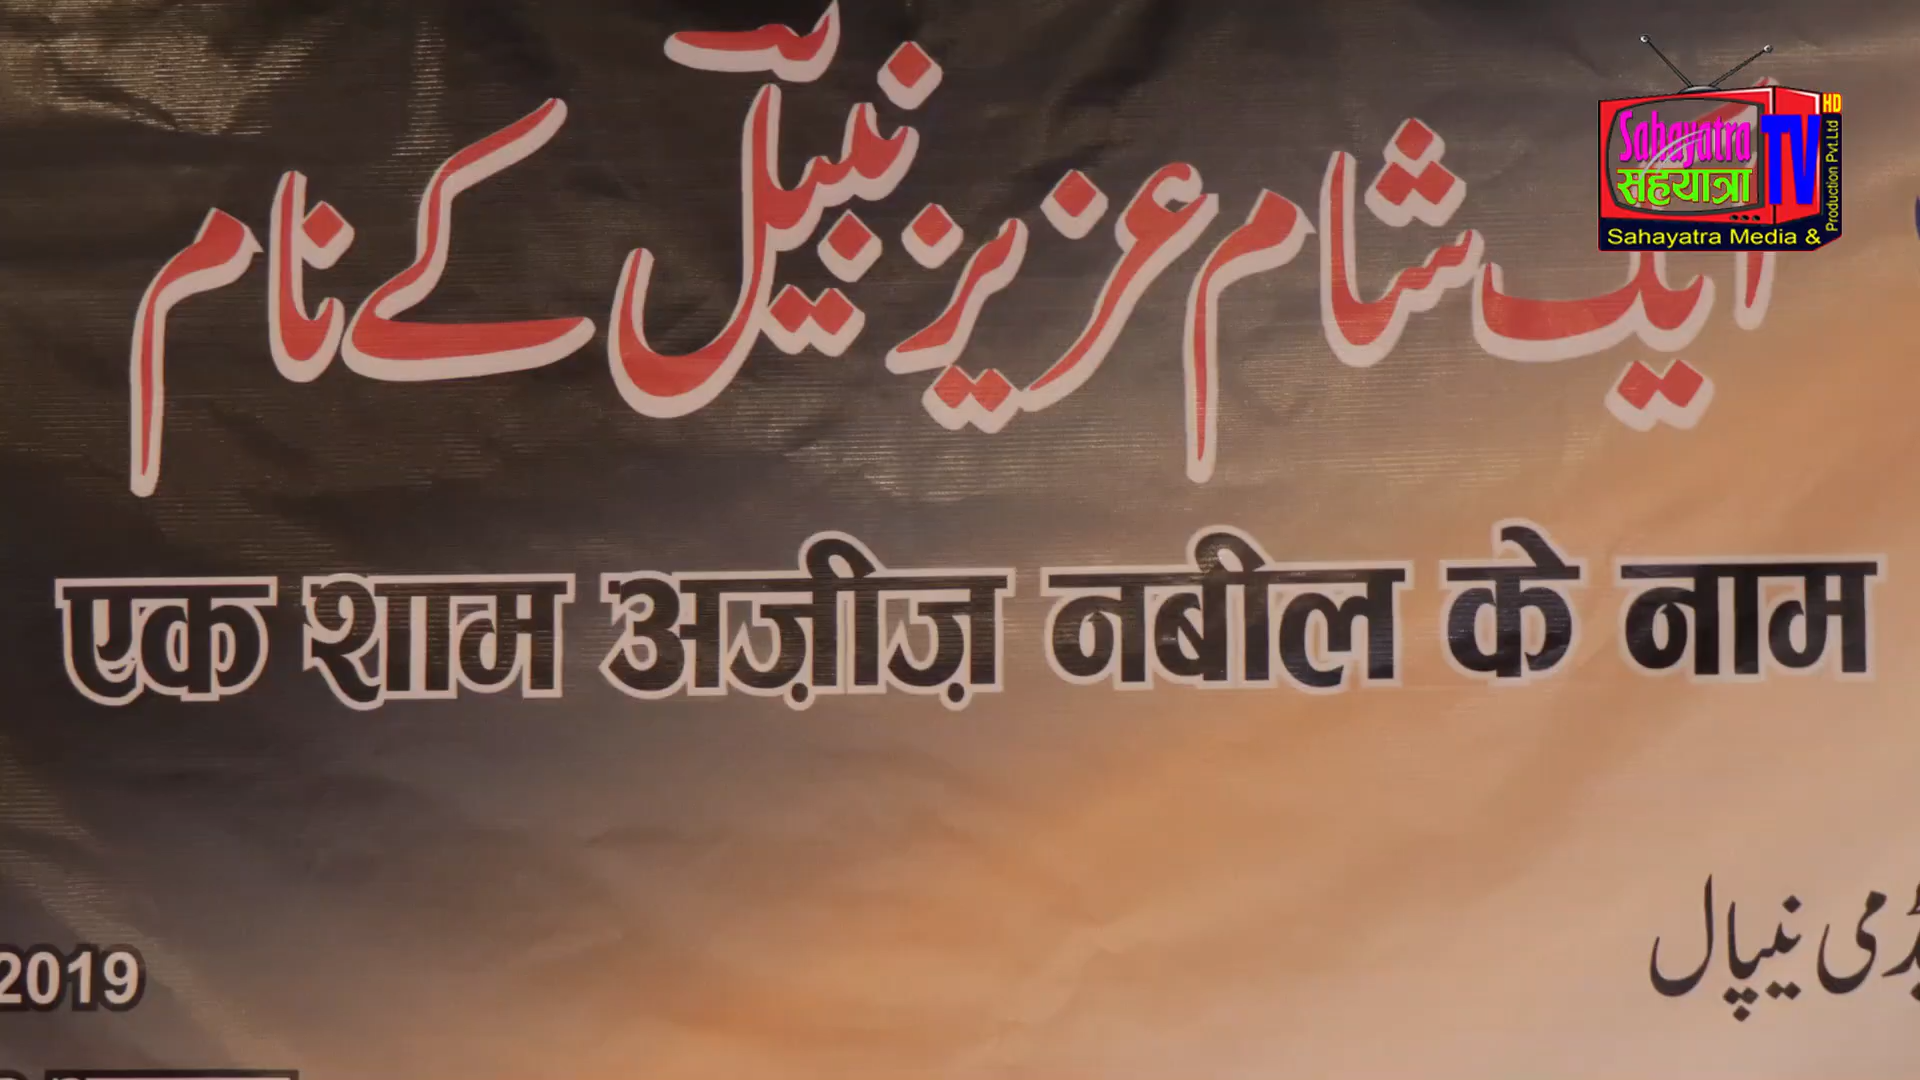 ایک شام عزیز نبیلؔ کے نام
एक शाम अज़ीज़ नबील के नाम
2019
نیپال
Sahayatra
सहयात्रा
TV
HD
Sahayatra Media &
Production Pvt.Ltd